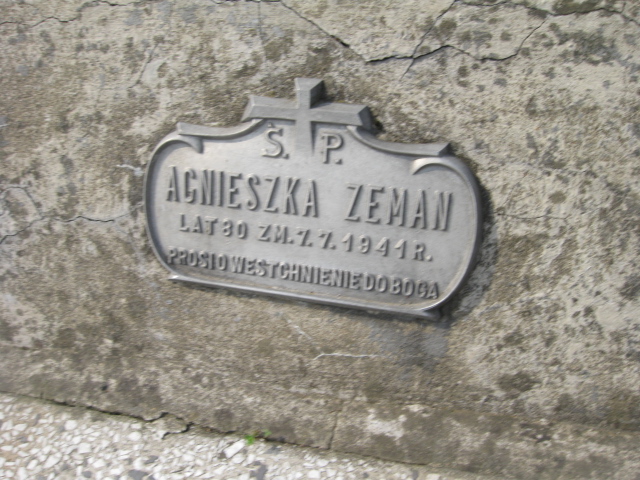 Ś. P.
AGNIESZKA ZEMAN
LAT 80 ZM. 7. 7. 1941 R.
PROSI O WESTCHNIENIE DO BOGA